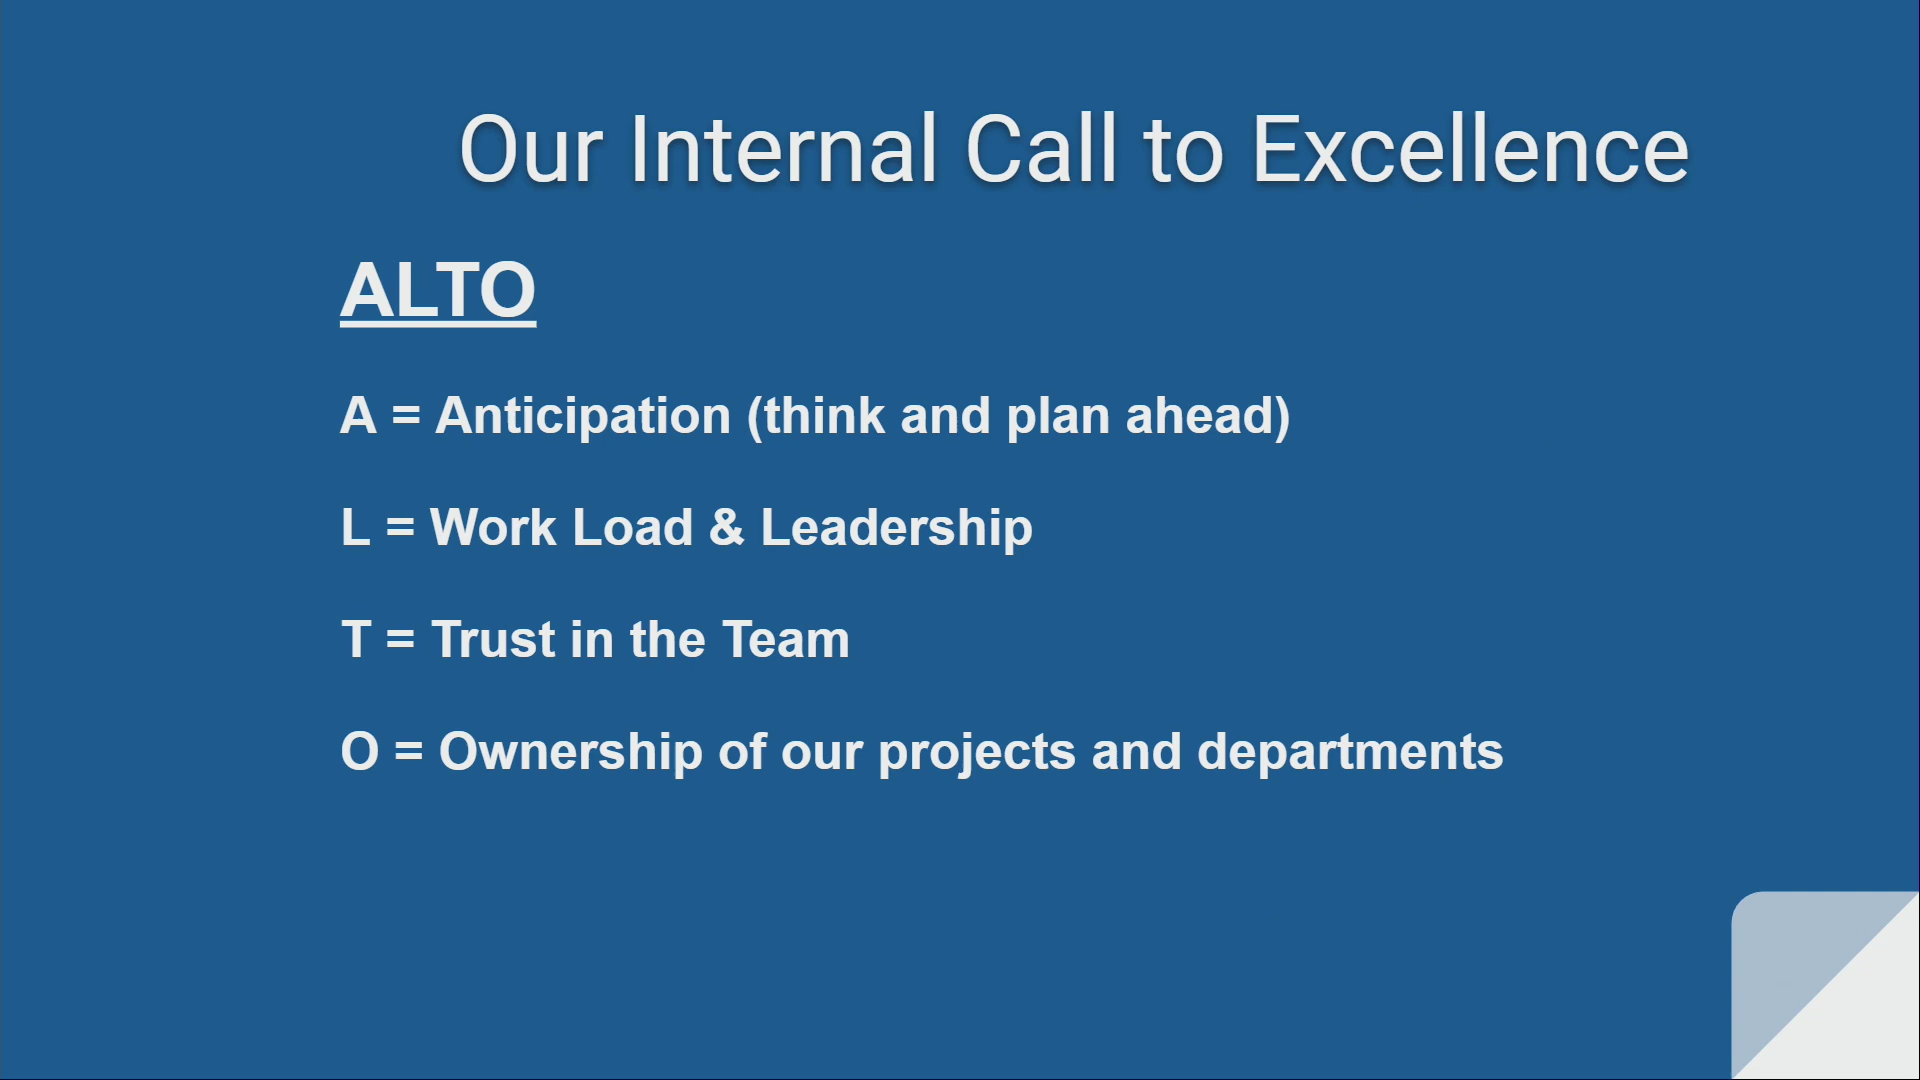 Our Internal Call to Excellence
ALTO
A = Anticipation (think and plan ahead)
L = Work Load & Leadership
T = Trust in the Team
O = Ownership of our projects and departments